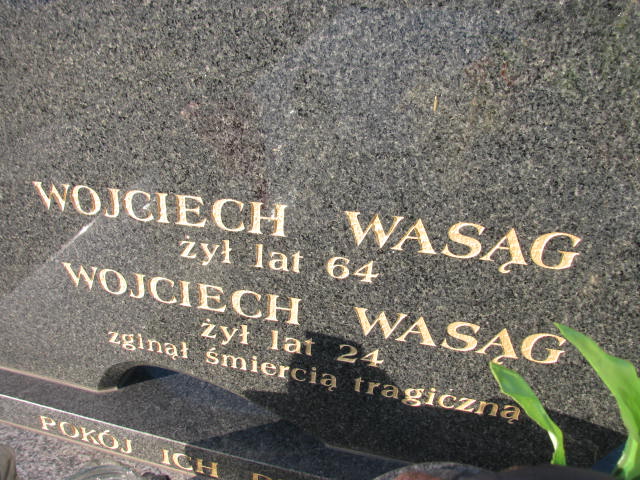 WOJCIECH WASĄG
żył lat 64
WOJCIECH WASĄG
żył lat 24
zginął śmiercią tragiczną
POKÓJ ICH